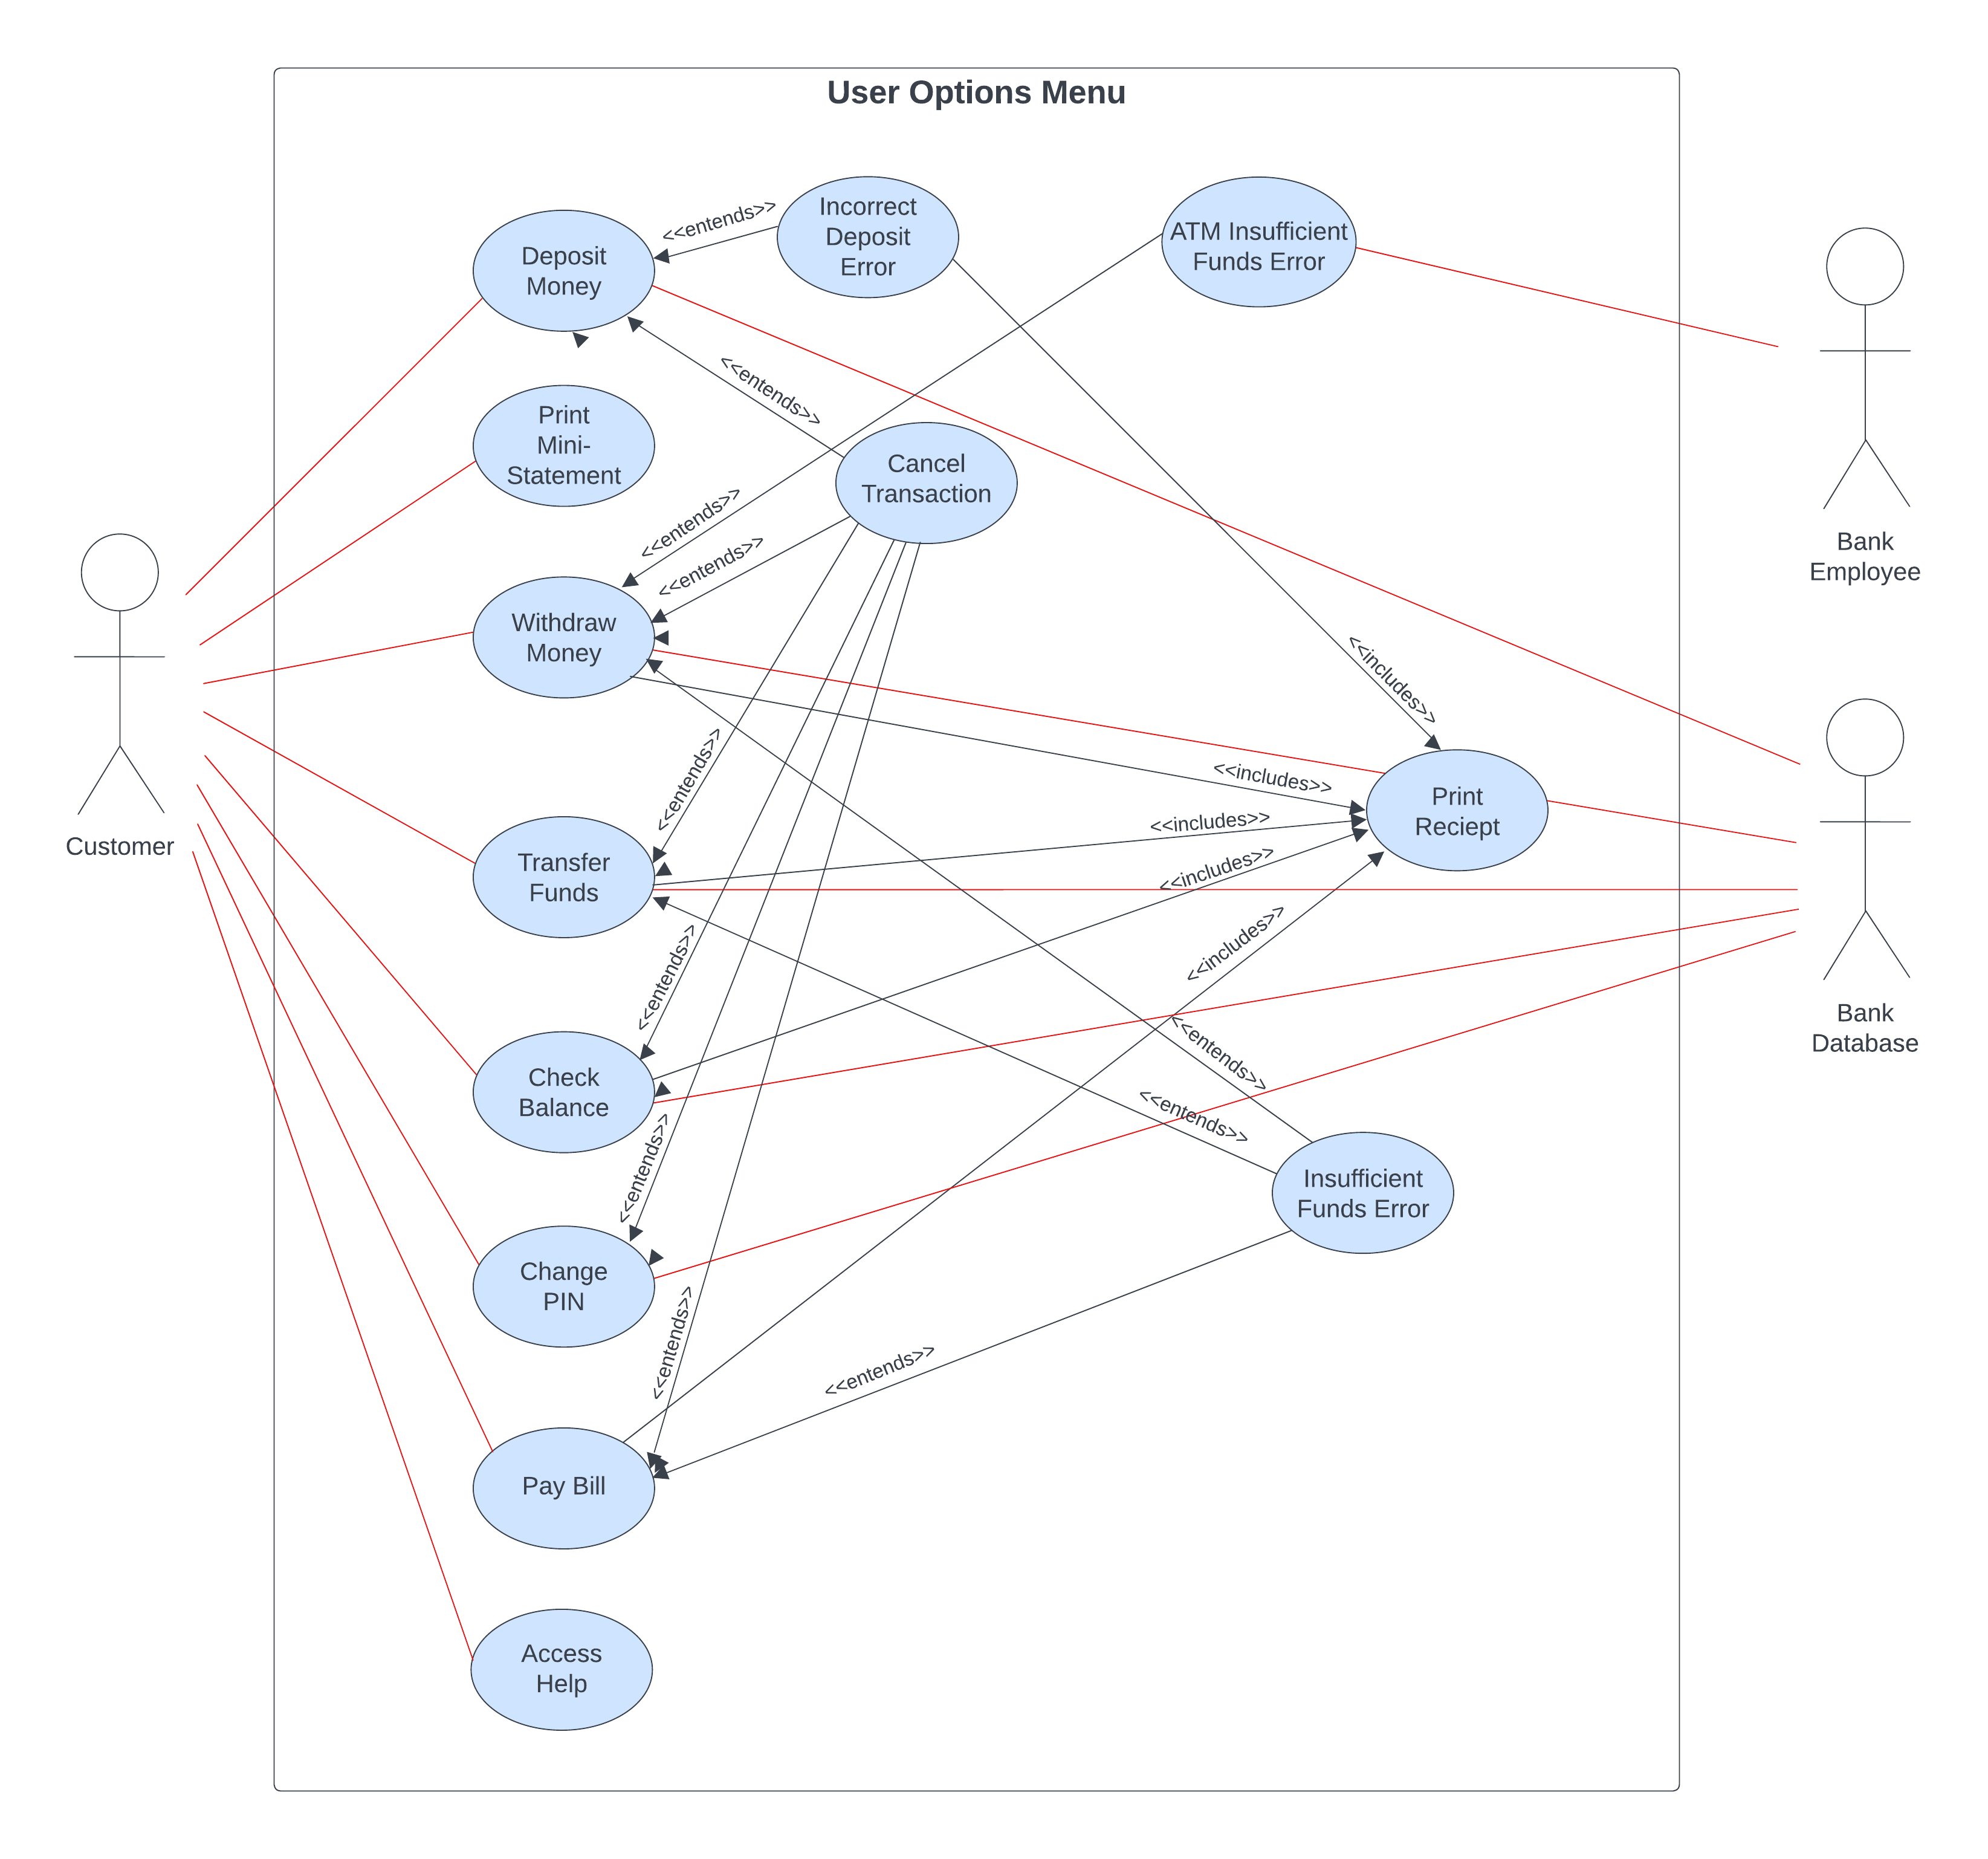 User Options Menu
Incorrect
Deposit
Error
ATM Insufficient
Funds Error
<<entends>>
Deposit
Money
<<entends>>
Print
Mini-
Statement
Cancel
Transaction
<<entends>>
<<entends>>
Bank
Employee
Withdraw
Money
<<includes>>
<<entends>>
<<includes>>
Print
Reciept
<<includes>>
Customer
Transfer
Funds
<<includes>>
<<includes>>
<<entends>>
Bank
Database
<<entends>>
Check
Balance
<<entends>>
<<entends>>
Insufficient
Funds Error
Change
PIN
<<entends>>
<<entends>>
Pay Bill
Access
Help